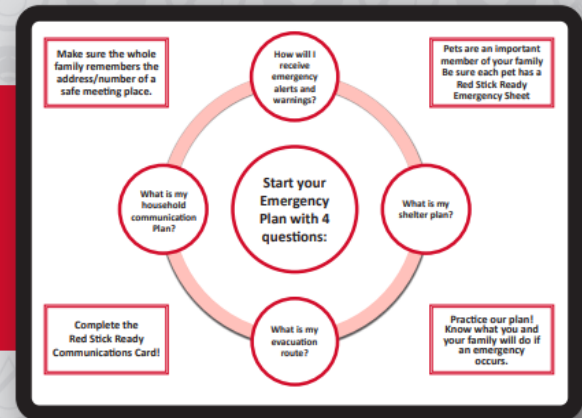 Make sure the whole
family remembers the
address/number of a
safe meeting place.
How will I
receive
emergency
alerts and
warnings?
Pets are an important
member of your family
Be sure each pet has a
Red Stick Ready
Emergency Sheet
What is my
household
communication
Plan?
Start your
Emergency
Plan with 4
questions:
What is my
shelter plan?
Complete the
Red Stick Ready
Communications Card!
What is my
evacuation
route?
Practice our plan!
Know what you and
your family will do if
an emergency
occurs.